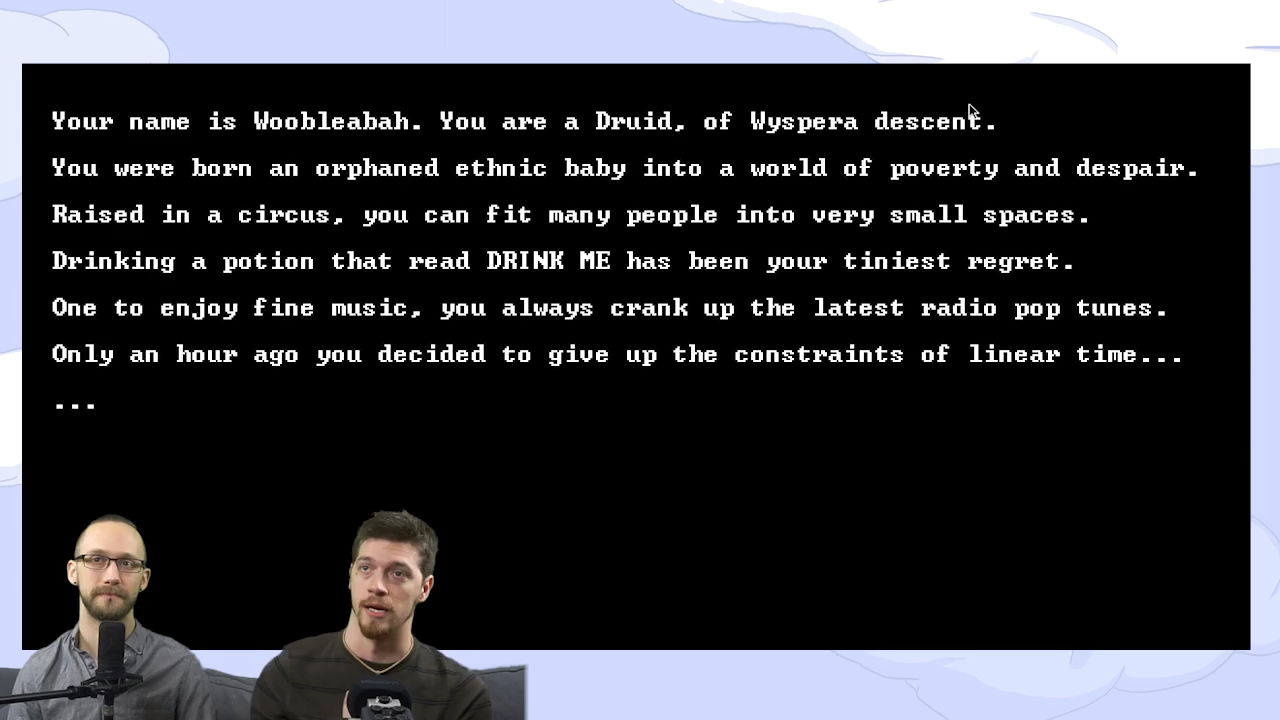 Your name is Woobleabah. You are a Druid, of Wyspera descent.
You were born an orphaned ethnic baby into a world of poverty and despair.
Raised in a circus, you can fit many people into very small spaces.
Drinking a potion that read DRINK ME has been your tiniest regret.
One to enjoy fine music, you always crank up the latest radio pop tunes.
Only an hour ago you decided to give up the constraints of linear time...
...